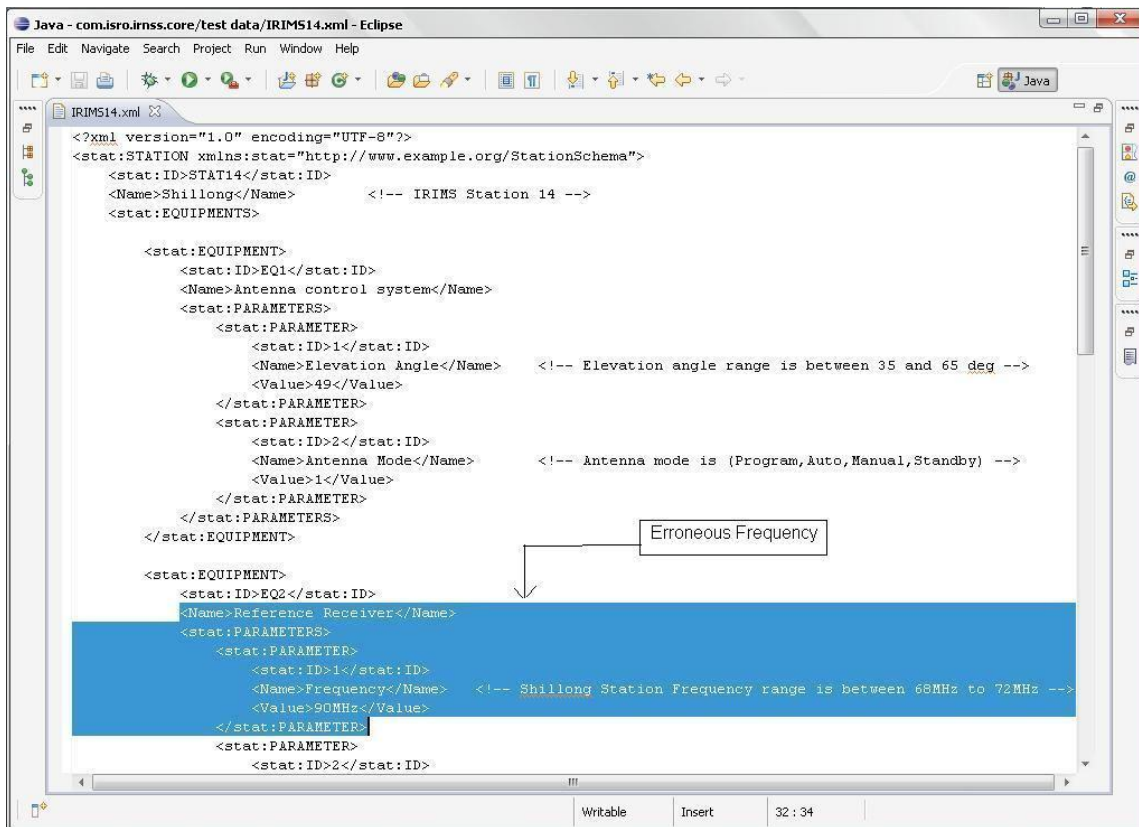 Java - com.isro.irnss.core/test data/IRIMS14.xml - Eclipse
File Edit Navigate Search Project Run Window Help
Java
IRIMS14.xml
<?xml version="1.0" encoding="UTF-8"?>
<stat:STATION xmlns:stat="http://www.example.org/StationSchema">
<stat:ID>STAT14</stat:ID>
<Name>Shillong</Name> <!-- IRIMS Station 14 -->
<stat:EQUIPMENTS>
<stat:EQUIPMENT>
<stat:ID>EQ1</stat:ID>
<Name>Antenna control system</Name>
<stat:PARAMETERS>
<stat:PARAMETER>
<stat:ID>1</stat:ID>
<Name>Elevation Angle</Name> <!-- Elevation angle range is between 35 and 65 deg -->
<Value>49</Value>
</stat:PARAMETER>
<stat:PARAMETER>
<stat:ID>2</stat:ID>
<Name>Antenna Mode</Name> <!-- Antenna mode is (Program,Auto,Manual,Standby) -->
<Value>1</Value>
</stat:PARAMETER>
</stat:PARAMETERS>
</stat:EQUIPMENT>
Erroneous Frequency
<stat:EQUIPMENT>
<stat:ID>EQ2</stat:ID>
<Name>Reference Receiver</Name>
<stat:PARAMETERS>
<stat:PARAMETER>
<stat:ID>1</stat:ID>
<Name>Frequency</Name> <!-- Shillong Station Frequency range is between 68MHz to 72MHz -->
<Value>90MHz</Value>
</stat:PARAMETER>
<stat:PARAMETER>
<stat:ID>2</stat:ID>
Writable Insert 32 : 34